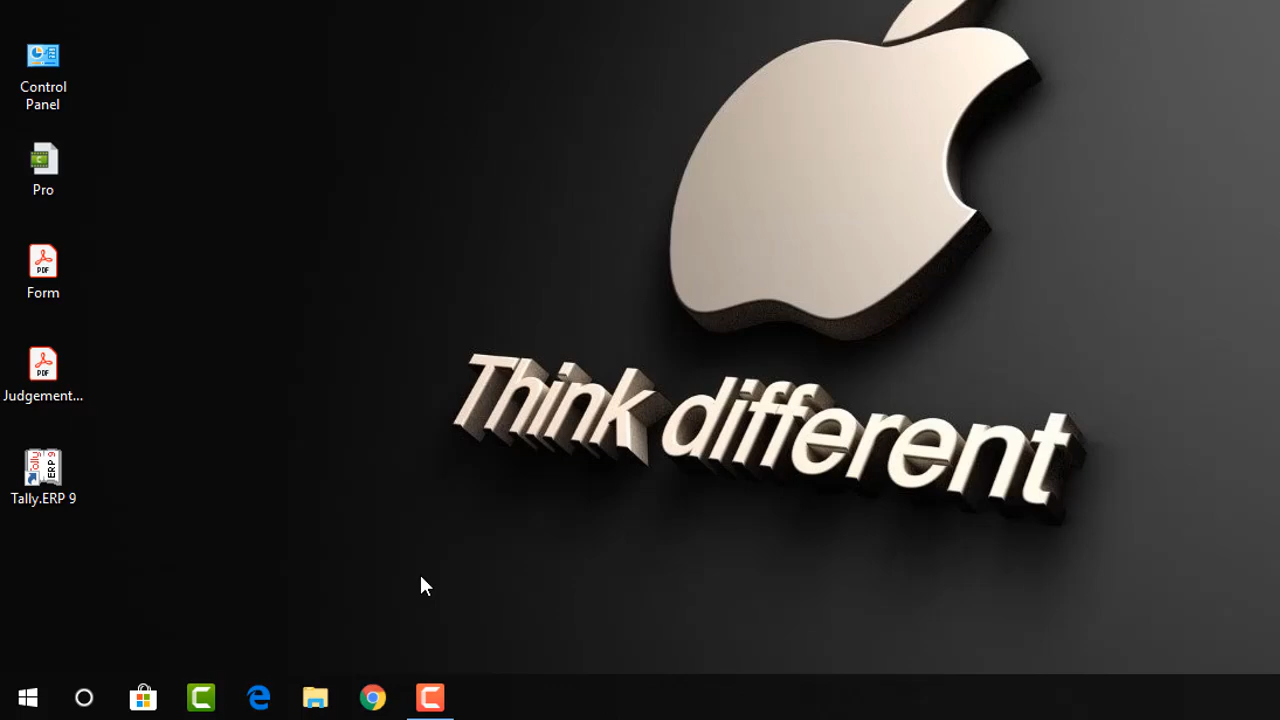 Control
Panel
Pro
Form
Judgement...
Tally.ERP 9
Think different